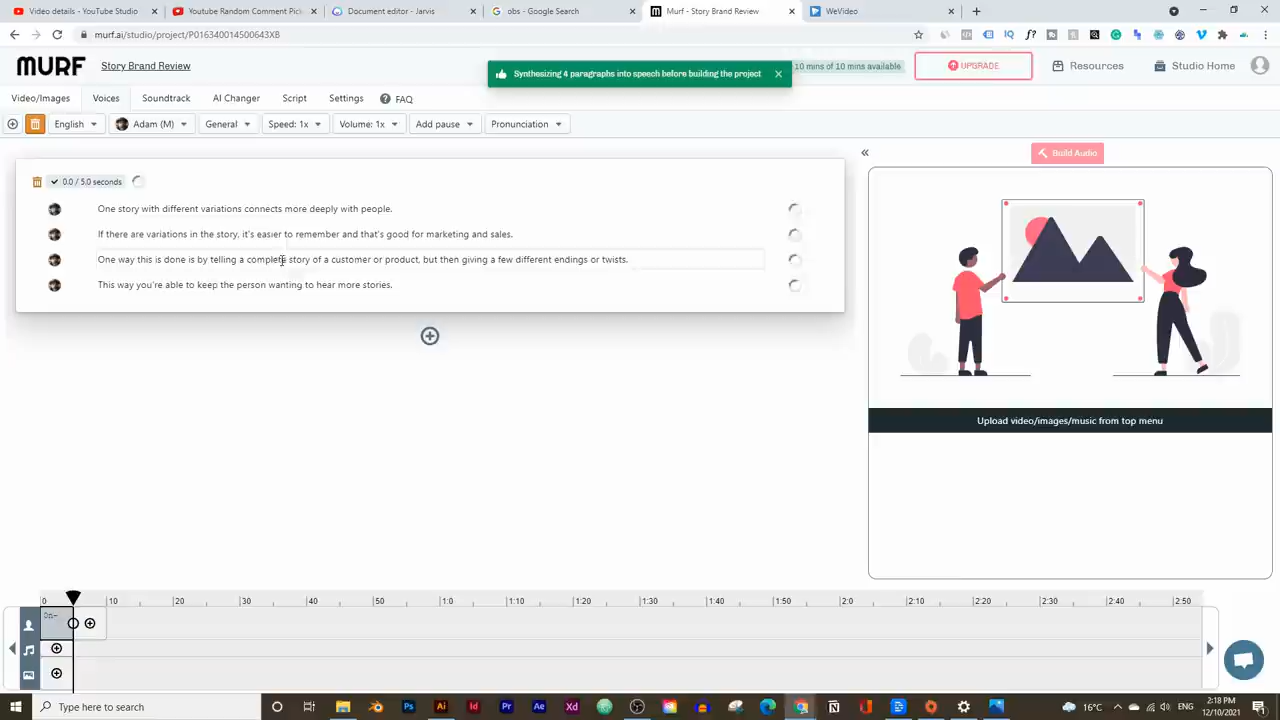 Video details - YouTube Studio
Youtube Random Comment Pick
Document editor - Jarvis
obs - Google Search
Murf - Story Brand Review
WeVideo
murf.ai/studio/project/P016340014500643XB
MURF
Story Brand Review
Synthesizing 4 paragraphs into speech before building the project
10 mins of 10 mins available
UPGRADE
Resources
Studio Home
Video/Images
Voices
Soundtrack
AI Changer
Script
Settings
FAQ
English
Adam (M)
General
Speed: 1x
Volume: 1x
Add pause
Pronunciation
Build Audio
0.0 / 5.0 seconds
One story with different variations connects more deeply with people.
If there are variations in the story, it's easier to remember and that's good for marketing and sales.
One way this is done is by telling a complete story of a customer or product, but then giving a few different endings or twists.
This way you're able to keep the person wanting to hear more stories.
Upload video/images/music from top menu
0 10 20 30 40 50 1:0 1:10 1:20 1:30 1:40 1:50 2:0 2:10 2:20 2:30 2:40 2:50
On-
Type here to search
16°C
2:18 PM
12/10/2021